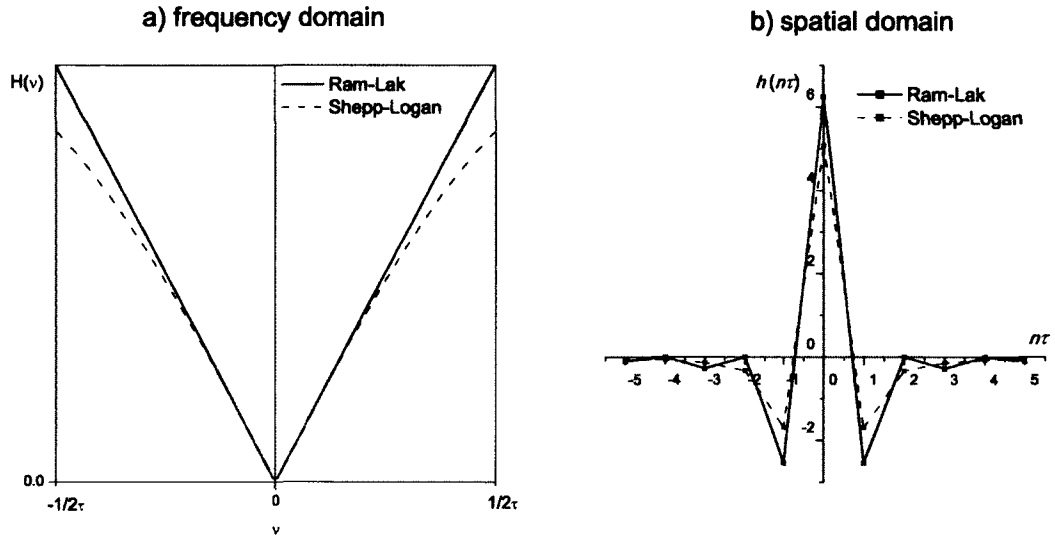 a) frequency domain
H(ν)
Ram-Lak
Shepp-Logan
0.0
-1/2τ
0
1/2τ
ν
b) spatial domain
h(nτ)
Ram-Lak
Shepp-Logan
6
4
2
0
-2
nτ
-5 -4 -3 -2 -1 0 1 2 3 4 5